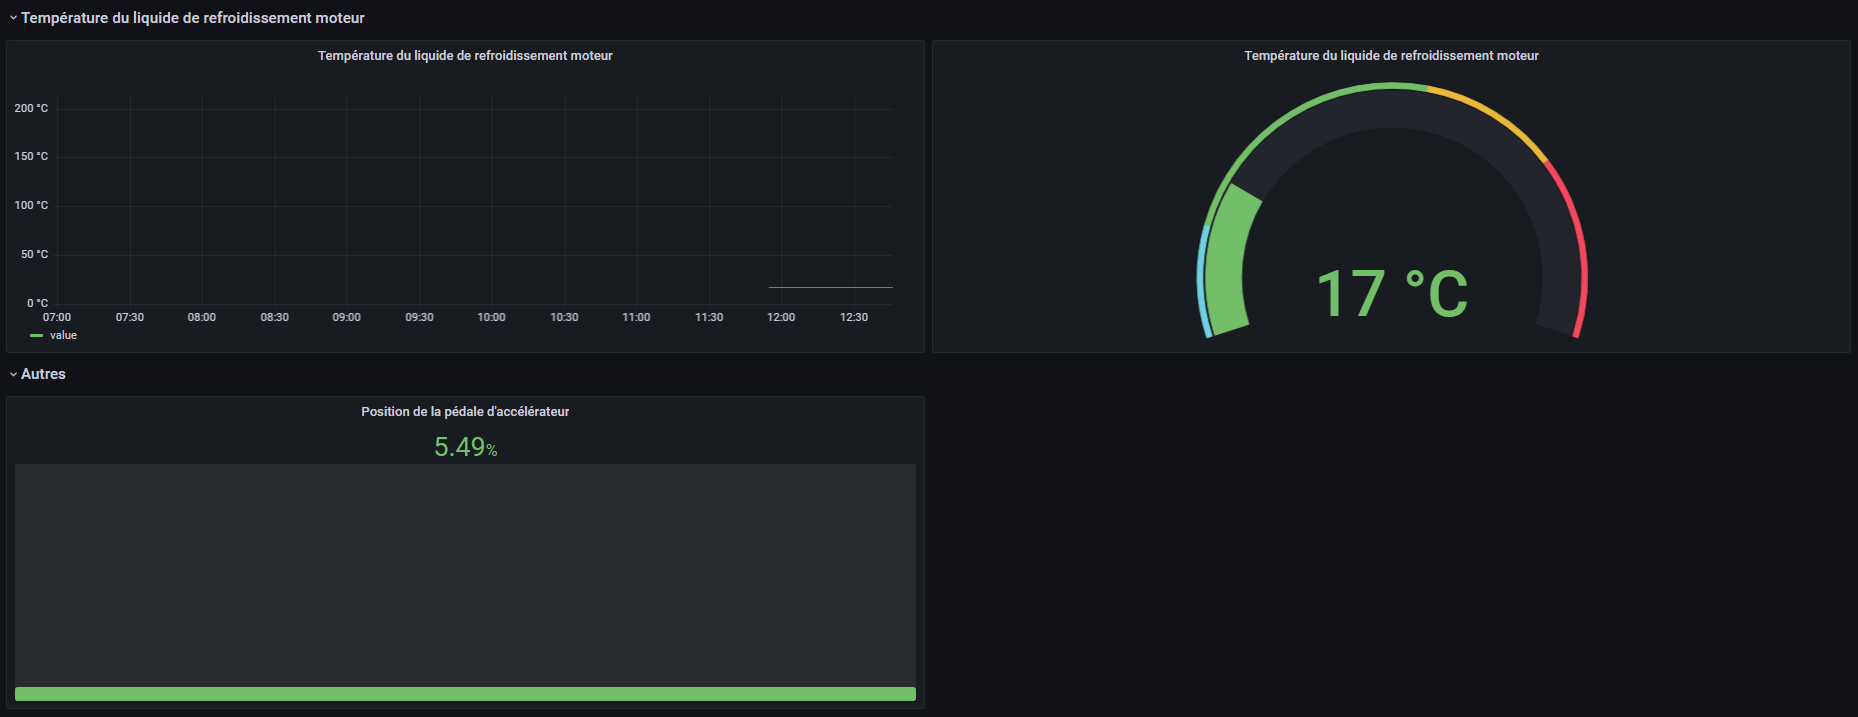 Température du liquide de refroidissement moteur
Température du liquide de refroidissement moteur
200 °C
150 °C
100 °C
50 °C
0 °C
07:00 07:30 08:00 08:30 09:00 09:30 10:00 10:30 11:00 11:30 12:00 12:30
value
Température du liquide de refroidissement moteur
17 °C
Autres
Position de la pédale d'accélérateur
5.49%